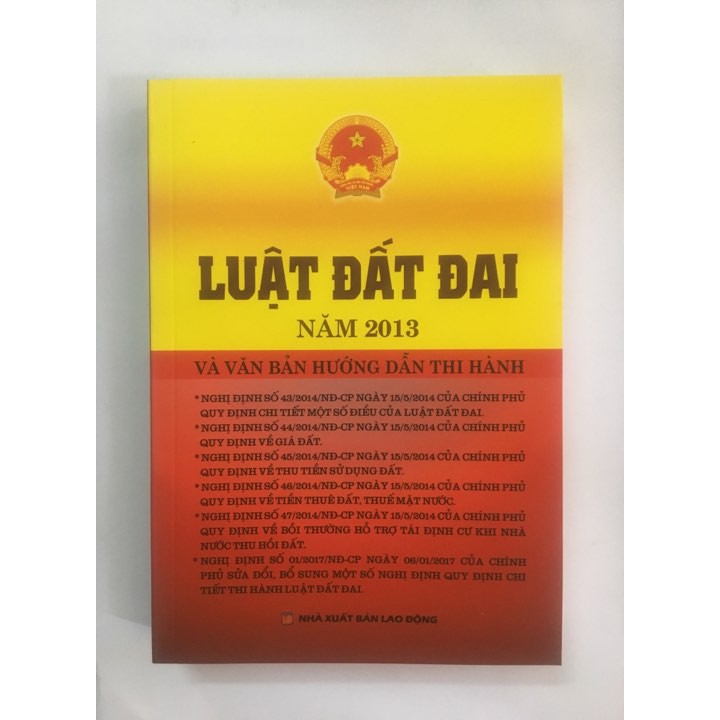 VIỆT NAM
LUẬT ĐẤT ĐAI
NĂM 2013
VÀ VĂN BẢN HƯỚNG DẪN THI HÀNH
* NGHỊ ĐỊNH SỐ 43/2014/NĐ-CP NGÀY 15/5/2014 CỦA CHÍNH PHỦ
QUY ĐỊNH CHI TIẾT MỘT SỐ ĐIỀU CỦA LUẬT ĐẤT ĐAI.
* NGHỊ ĐỊNH SỐ 44/2014/NĐ-CP NGÀY 15/5/2014 CỦA CHÍNH PHỦ
QUY ĐỊNH VỀ GIÁ ĐẤT.
* NGHỊ ĐỊNH SỐ 45/2014/NĐ-CP NGÀY 15/5/2014 CỦA CHÍNH PHỦ
QUY ĐỊNH VỀ THU TIỀN SỬ DỤNG ĐẤT.
* NGHỊ ĐỊNH SỐ 46/2014/NĐ-CP NGÀY 15/5/2014 CỦA CHÍNH PHỦ
QUY ĐỊNH VỀ TIỀN THUÊ ĐẤT, THUẾ MẶT NƯỚC.
* NGHỊ ĐỊNH SỐ 47/2014/NĐ-CP NGÀY 15/5/2014 CỦA CHÍNH PHỦ
QUY ĐỊNH VỀ BỒI THƯỜNG HỖ TRỢ TÁI ĐỊNH CƯ KHI NHÀ
NƯỚC THU HỒI ĐẤT.
* NGHỊ ĐỊNH SỐ 01/2017/NĐ-CP NGÀY 06/01/2017 CỦA CHÍNH
PHỦ SỬA ĐỔI, BỔ SUNG MỘT SỐ NGHỊ ĐỊNH QUY ĐỊNH CHI
TIẾT THI HÀNH LUẬT ĐẤT ĐAI.
NHÀ XUẤT BẢN LAO ĐỘNG